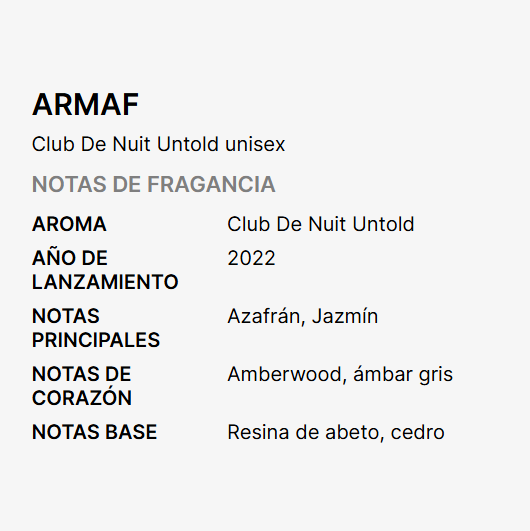 ARMAF
Club De Nuit Untold unisex
NOTAS DE FRAGANCIA
AROMA Club De Nuit Untold
AÑO DE 2022
LANZAMIENTO
NOTAS Azafrán, Jazmín
PRINCIPALES
NOTAS DE Amberwood, ámbar gris
CORAZÓN
NOTAS BASE Resina de abeto, cedro